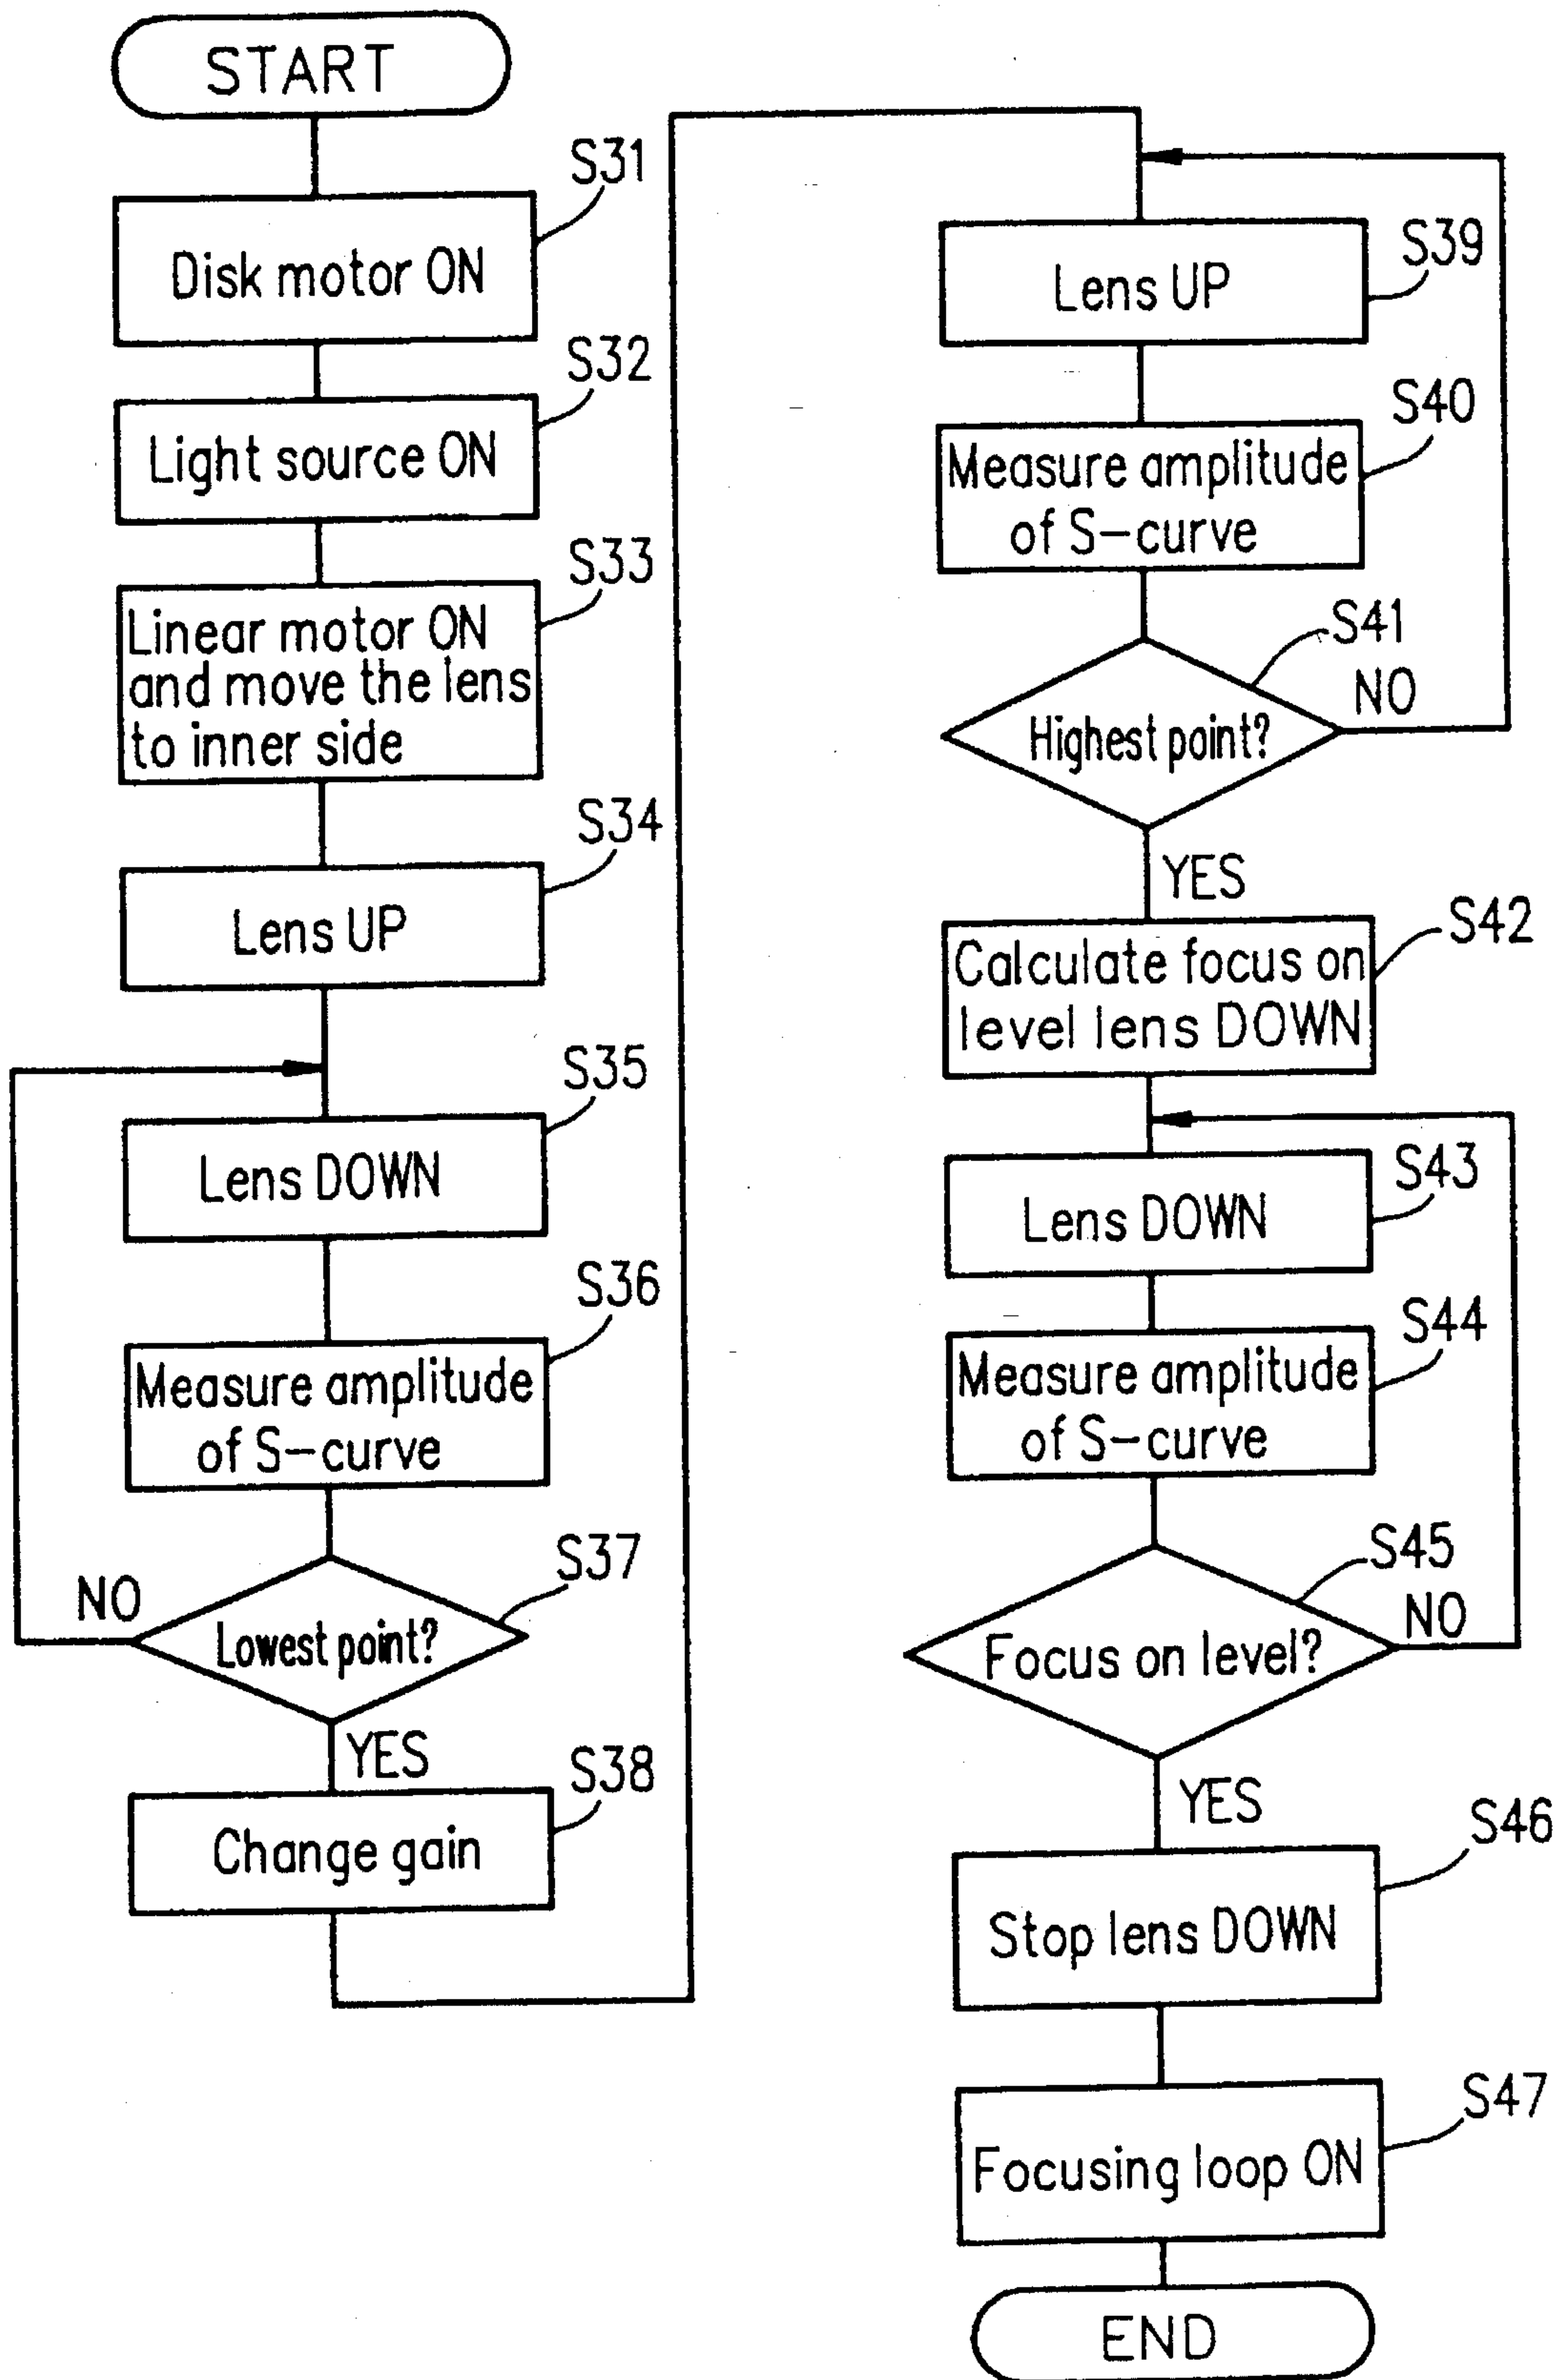 START
S31
Disk motor ON
S32
Light source ON
S33
Linear motor ON
and move the lens
to inner side
S34
Lens UP
S35
Lens DOWN
S36
Measure amplitude
of S-curve
S37
NO
Lowest point?
YES
S38
Change gain
S39
Lens UP
S40
Measure amplitude
of S-curve
S41
NO
Highest point?
YES
S42
Calculate focus on
level lens DOWN
S43
Lens DOWN
S44
Measure amplitude
of S-curve
S45
NO
Focus on level?
YES
S46
Stop lens DOWN
S47
Focusing loop ON
END